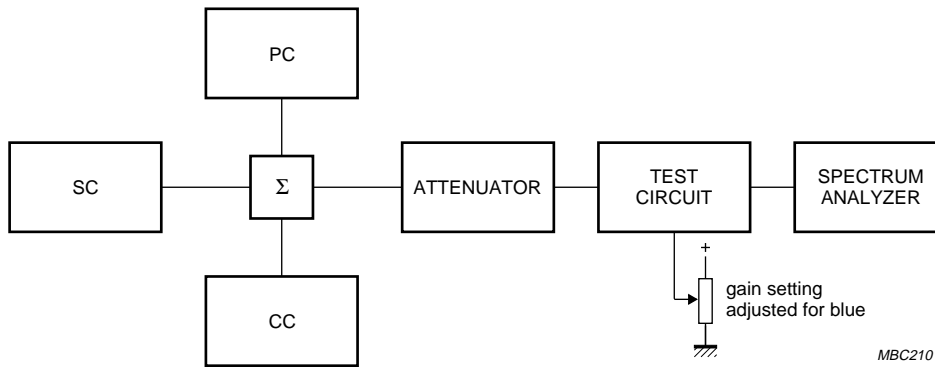 PC
SC
Σ
ATTENUATOR
TEST
CIRCUIT
SPECTRUM
ANALYZER
CC
+
gain setting
adjusted for blue
MBC210